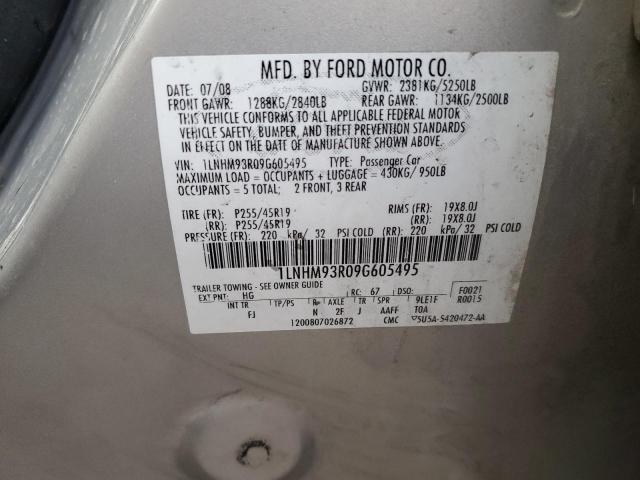 MFD. BY FORD MOTOR CO.
DATE: 07/08 GVWR: 2381KG/5250LB
FRONT GAWR: 1288KG/2840LB REAR GAWR: 1134KG/2500LB
THIS VEHICLE CONFORMS TO ALL APPLICABLE FEDERAL MOTOR
VEHICLE SAFETY, BUMPER, AND THEFT PREVENTION STANDARDS
IN EFFECT ON THE DATE OF MANUFACTURE SHOWN ABOVE.
VIN: 1LNHM93R09G605495 TYPE: Passenger Car
MAXIMUM LOAD = OCCUPANTS + LUGGAGE = 430KG/ 950LB
OCCUPANTS = 5 TOTAL; 2 FRONT, 3 REAR
TIRE (FR): P255/45R19 RIMS (FR): 19X8.0J
(RR): P255/45R19 (RR): 19X8.0J
PRESSURE (FR): 220 kPa/ 32 PSI COLD (RR): 220 kPa/ 32 PSI COLD
1LNHM93R09G605495
TRAILER TOWING - SEE OWNER GUIDE
EXT PNT: HG RC: 67 DSO: F0021
INT TR TP/PS R AXLE TR SPR 9LE1F R0015
FJ N 2F J AAFF TOA
1200807026872 CMC 5U5A-5420472-AA